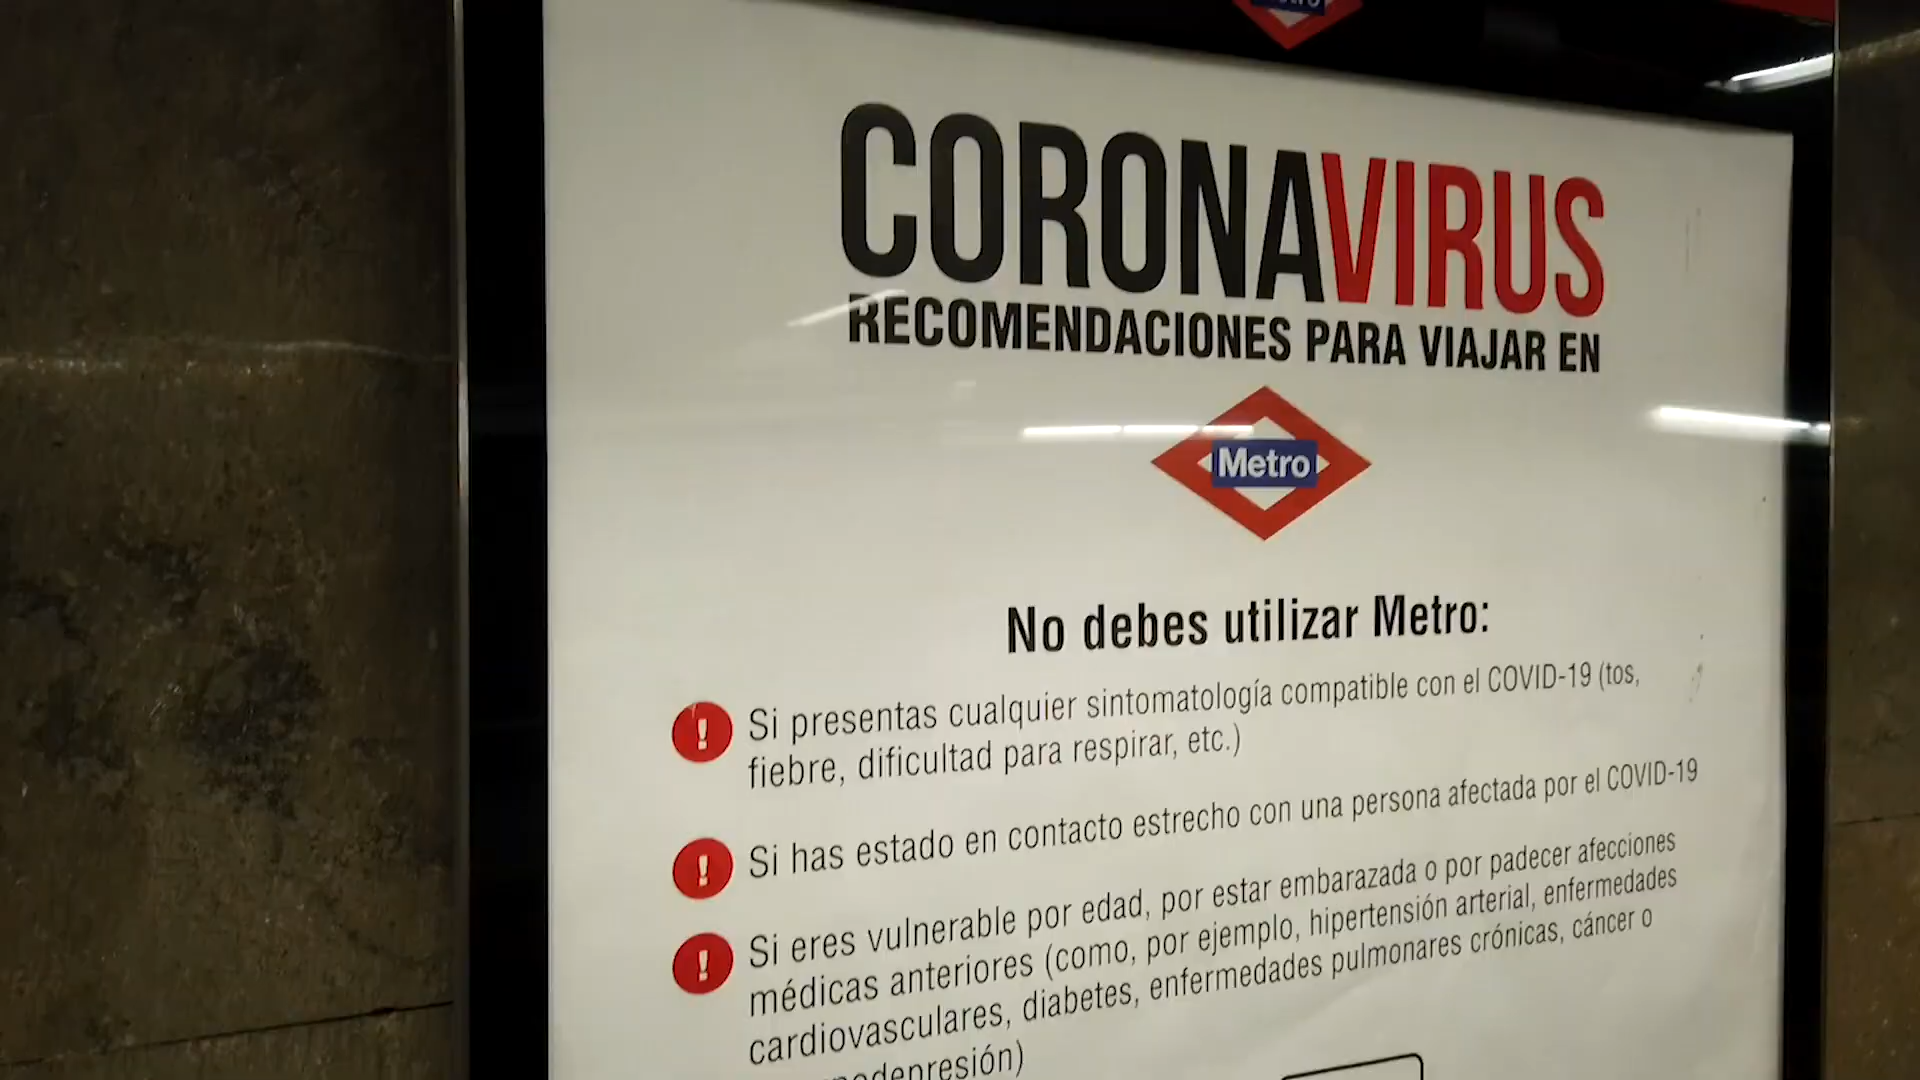 CORONAVIRUS
RECOMENDACIONES PARA VIAJAR EN
Metro
No debes utilizar Metro:
! Si presentas cualquier sintomatología compatible con el COVID-19 (tos,
fiebre, dificultad para respirar, etc.)
! Si has estado en contacto estrecho con una persona afectada por el COVID-19
! Si eres vulnerable por edad, por estar embarazada o por padecer afecciones
médicas anteriores (como, por ejemplo, hipertensión arterial, enfermedades
cardiovasculares, diabetes, enfermedades pulmonares crónicas, cáncer o